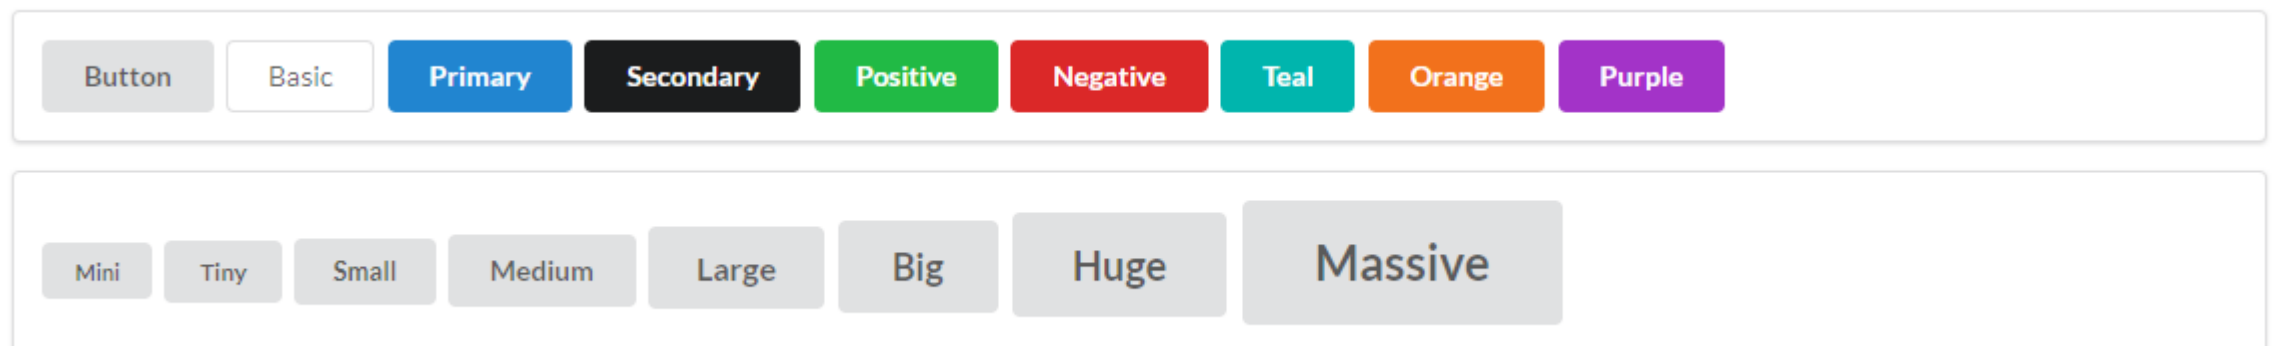 Button Basic Primary Secondary Positive Negative Teal Orange Purple
Mini Tiny Small Medium Large Big Huge Massive